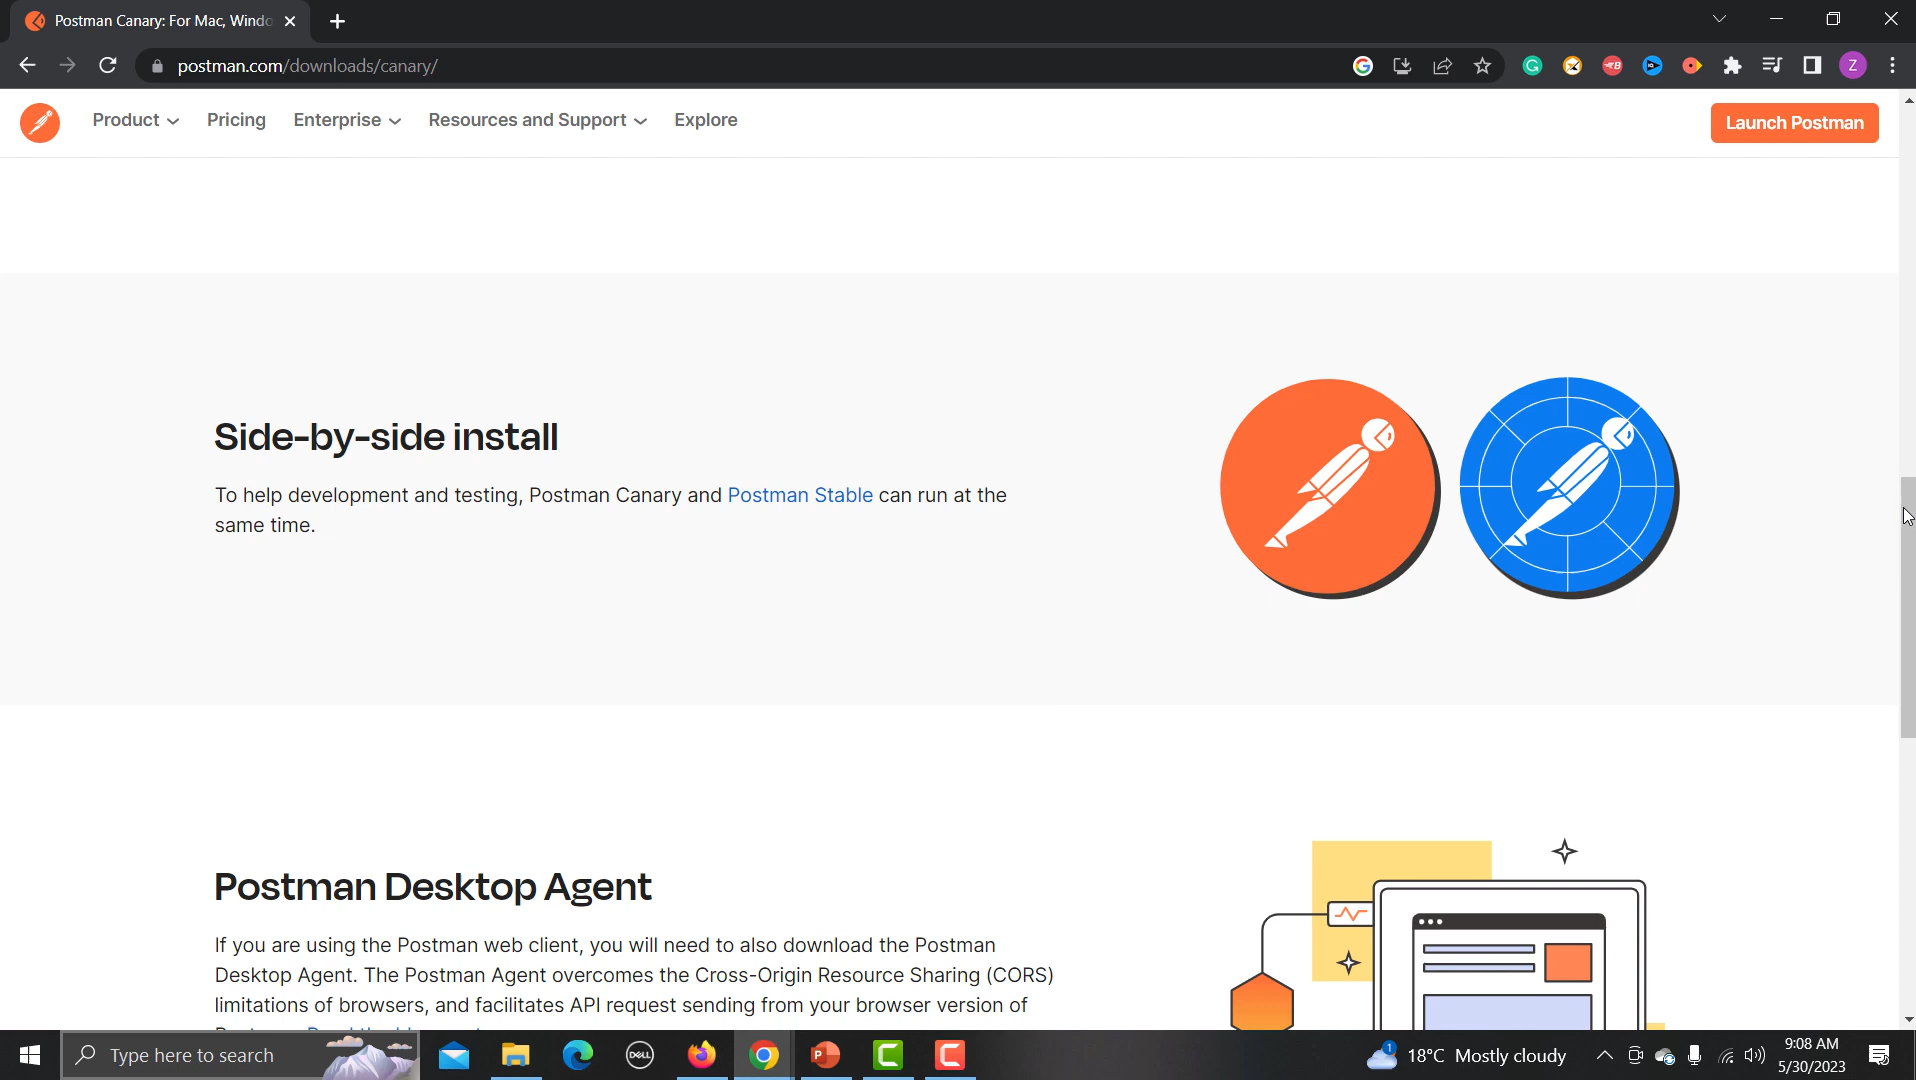 Postman Canary: For Mac, Windo
postman.com/downloads/canary/
Z
Product
Pricing
Enterprise
Resources and Support
Explore
Launch Postman
Side-by-side install
To help development and testing, Postman Canary and Postman Stable can run at the
same time.
Postman Desktop Agent
If you are using the Postman web client, you will need to also download the Postman
Desktop Agent. The Postman Agent overcomes the Cross-Origin Resource Sharing (CORS)
limitations of browsers, and facilitates API request sending from your browser version of
Type here to search
DELL
1
18°C Mostly cloudy
9:08 AM
5/30/2023